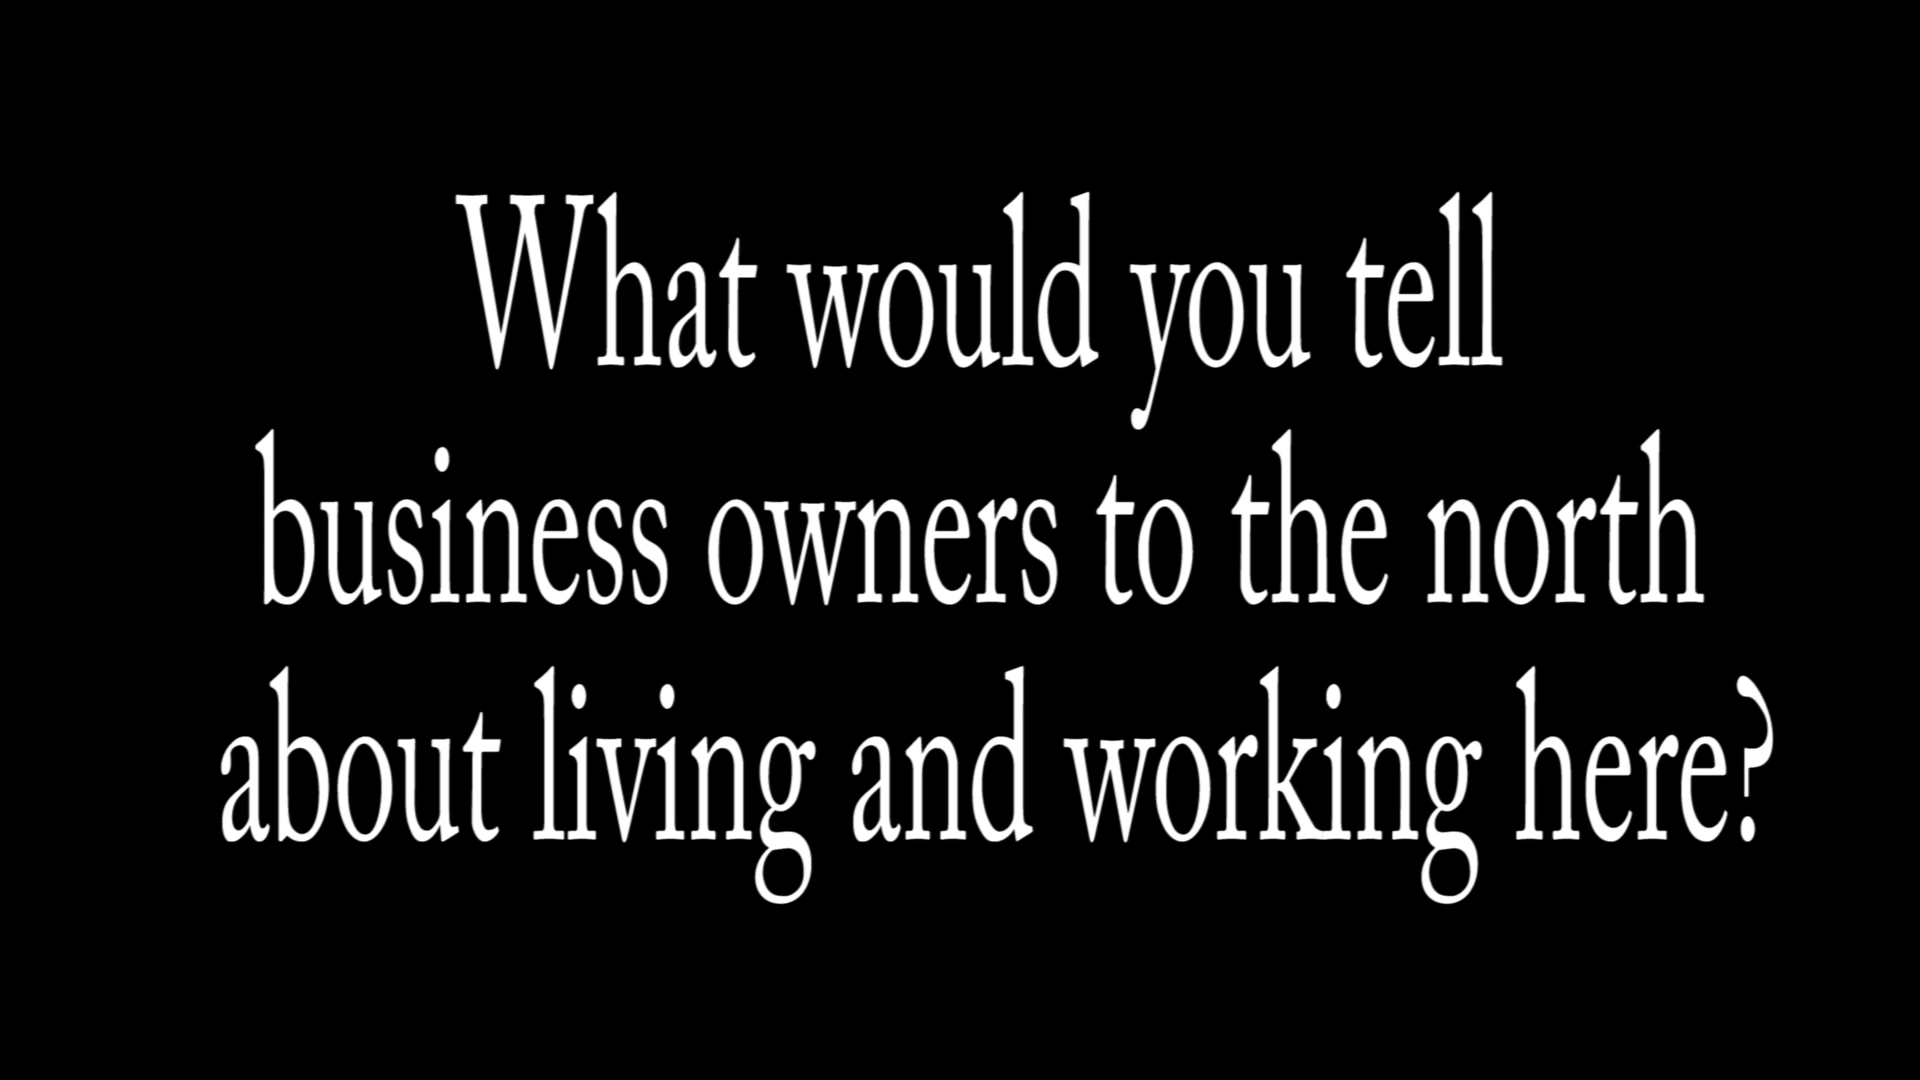 What would you tell
business owners to the north
about living and working here?